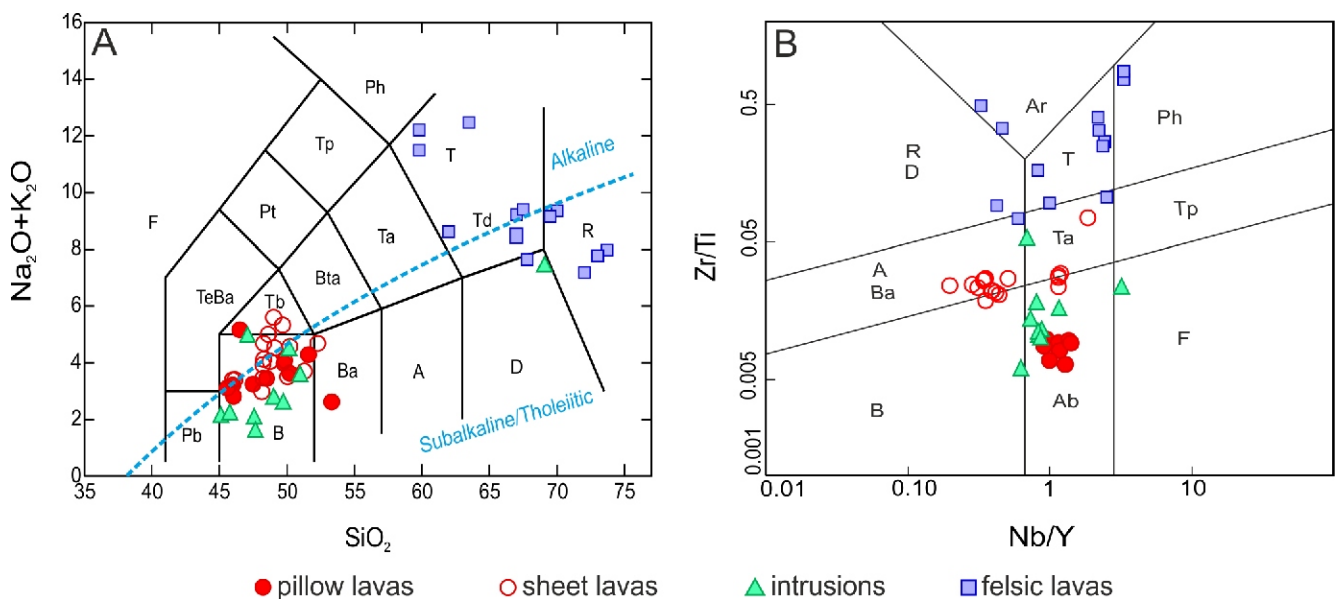 A
Na₂O+K₂O
16
14
12
10
8
6
4
2
0
35
40
45
50
55
60
65
70
75
SiO₂
Ph
Tp
T
Alkaline
F
Pt
Ta
Td
R
TeBa
Tb
Bta
Pb
B
Ba
A
D
Subalkaline/Tholeiitic
B
Zr/Ti
0.5
0.05
0.005
0.001
0.01
0.10
1
10
Nb/Y
Ar
Ph
R
D
T
Tp
Ta
A
Ba
F
B
Ab
pillow lavas
sheet lavas
intrusions
felsic lavas